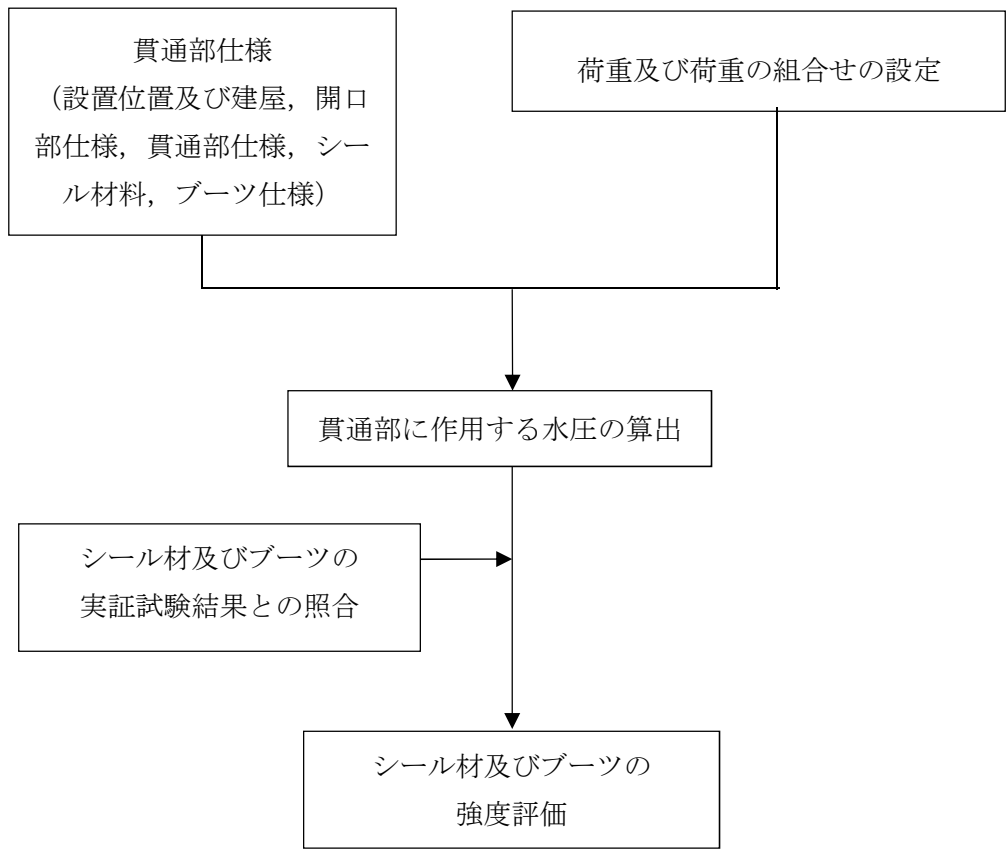 貫通部仕様
（設置位置及び建屋，開口
部仕様，貫通部仕様，シー
ル材料，ブーツ仕様）
荷重及び荷重の組合せの設定
貫通部に作用する水圧の算出
シール材及びブーツの
実証試験結果との照合
シール材及びブーツの
強度評価